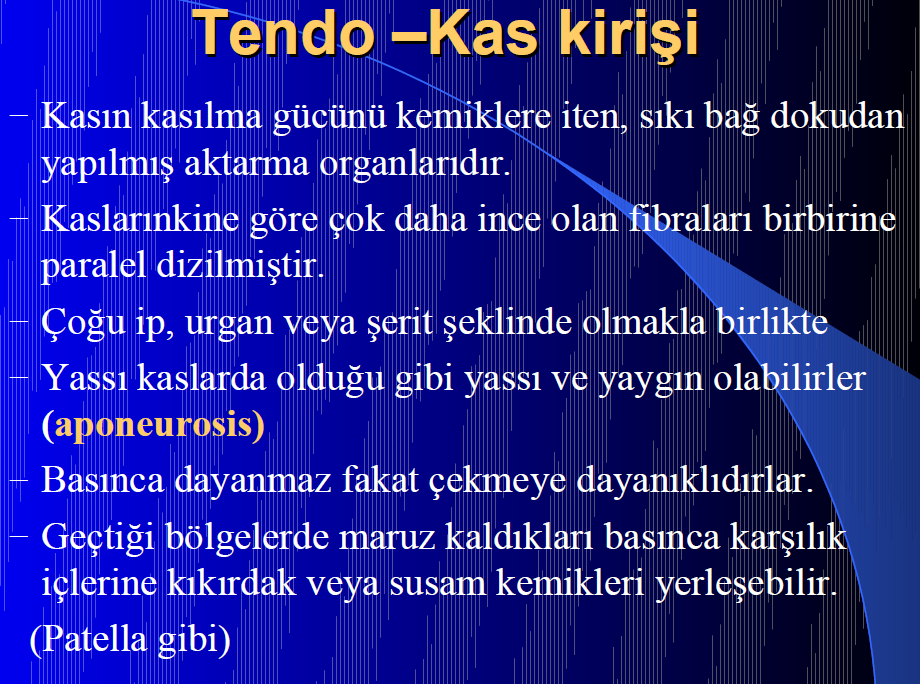 Tendo –Kas kirişi
– Kasın kasılma gücünü kemiklere iten, sıkı bağ dokudan
yapılmış aktarma organlarıdır.
– Kaslarınkine göre çok daha ince olan fibraları birbirine
paralel dizilmiştir.
– Çoğu ip, urgan veya şerit şeklinde olmakla birlikte
– Yassı kaslarda olduğu gibi yassı ve yaygın olabilirler
(aponeurosis)
– Basınca dayanmaz fakat çekmeye dayanıklıdırlar.
– Geçtiği bölgelerde maruz kaldıkları basınca karşılık
içlerine kıkırdak veya susam kemikleri yerleşebilir.
(Patella gibi)